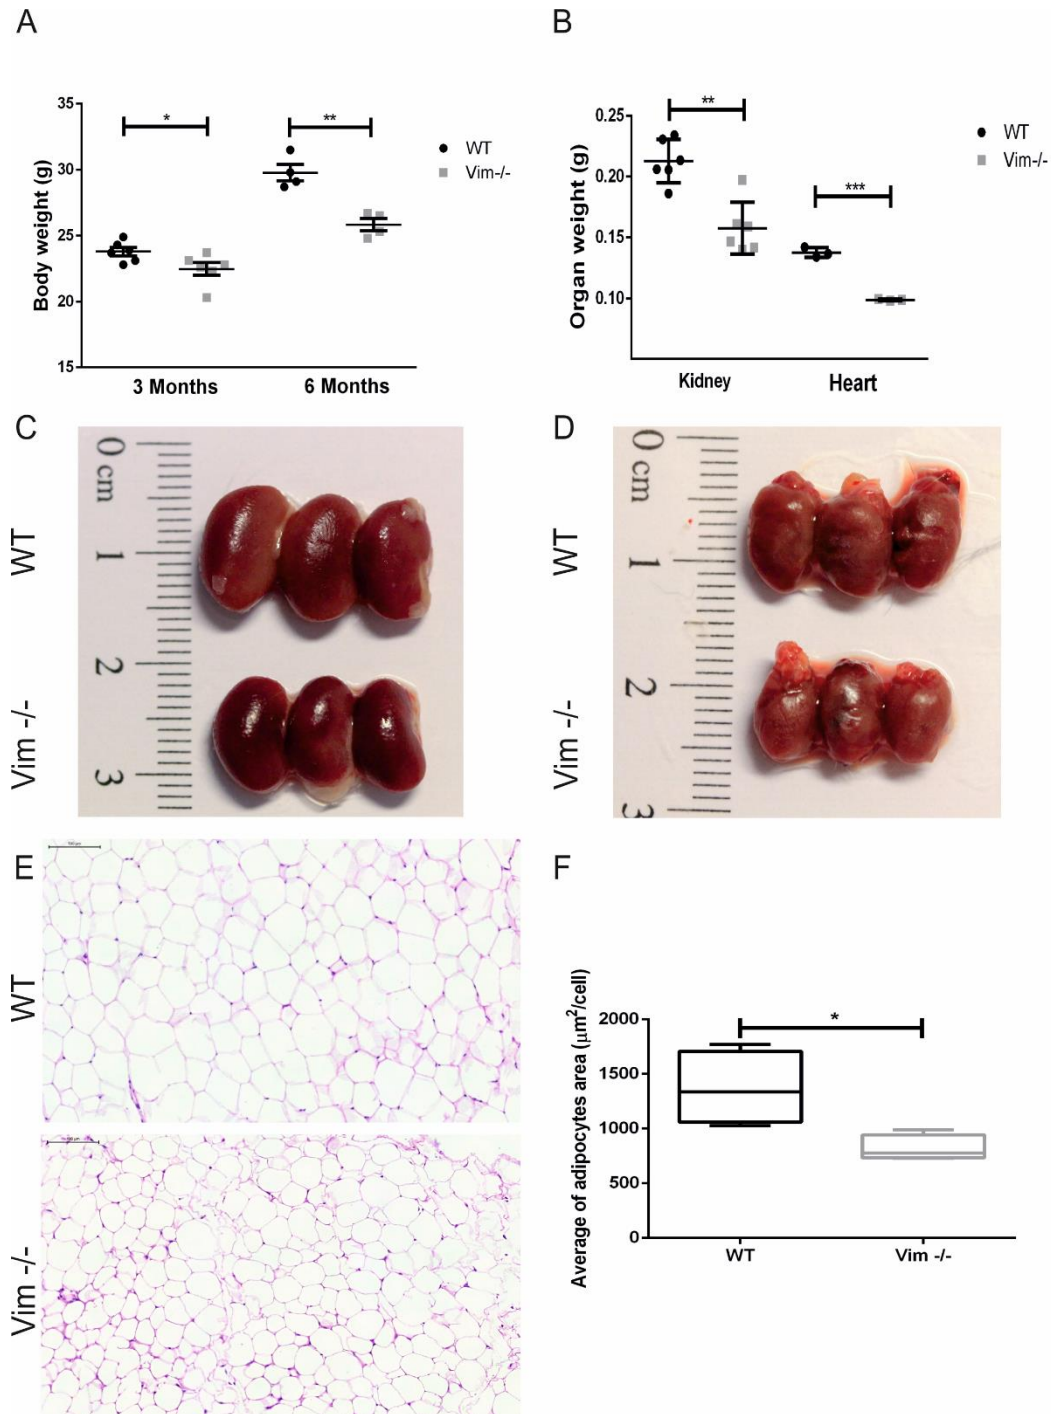 A
Body weight (g)
35
30
25
20
15
*
**
WT
Vim-/-
3 Months
6 Months
B
Organ weight (g)
0.25
0.20
0.15
0.10
**
***
WT
Vim-/-
Kidney
Heart
C
WT
Vim -/-
0 cm
1
2
3
D
WT
Vim -/-
0 cm
1
2
3
E
WT
Vim -/-
F
Average of adipocytes area (μm²/cell)
2000
1500
1000
500
0
*
WT
Vim -/-